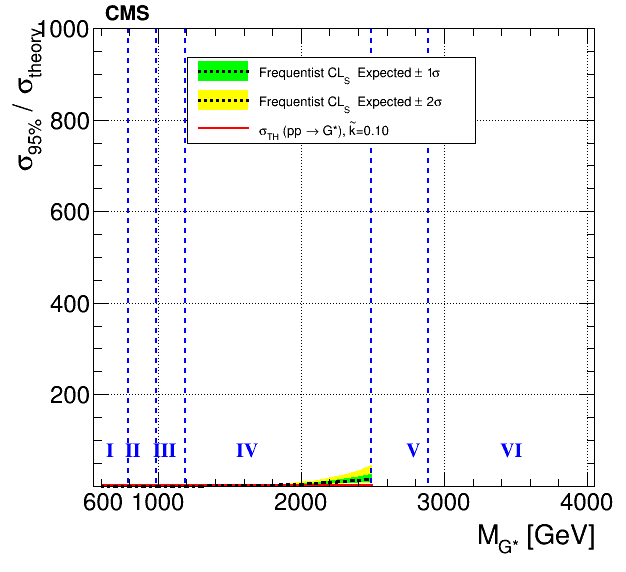 CMS
σ95% / σtheory
1000
800
600
400
200
Frequentist CLS Expected ± 1σ
Frequentist CLS Expected ± 2σ
σTH (pp → G*), k̃=0.10
I II III IV V VI
600 1000 2000 3000 4000
MG* [GeV]